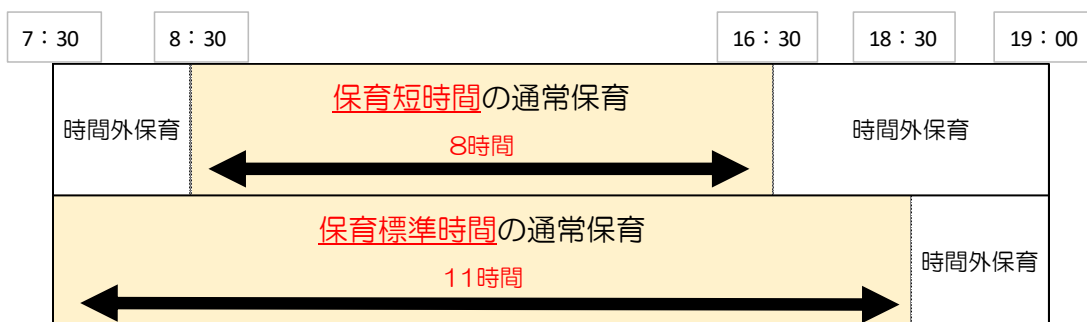 7：30 8：30 16：30 18：30 19：00
保育短時間の通常保育
時間外保育 8時間 時間外保育
保育標準時間の通常保育
11時間 時間外保育